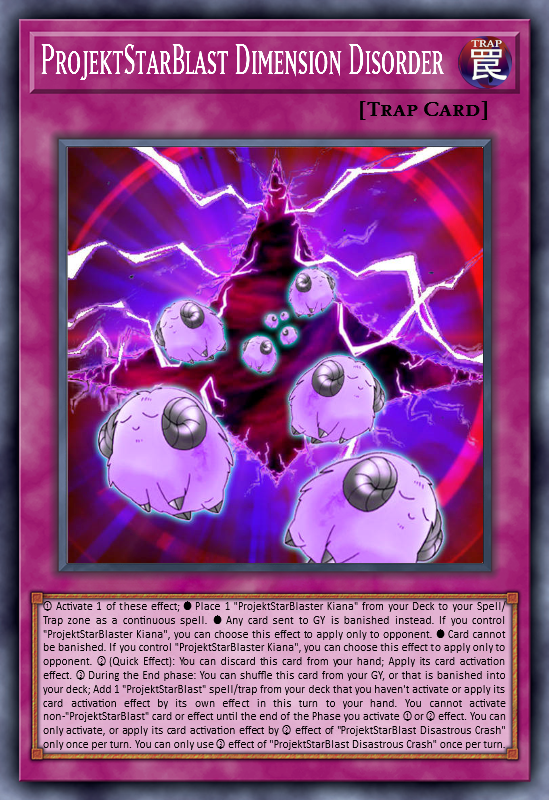 ProjektStarBlast Dimension Disorder
TRAP
罠
[Trap Card]
① Activate 1 of these effect; ● Place 1 "ProjektStarBlaster Kiana" from your Deck to your Spell/
Trap zone as a continuous spell. ● Any card sent to GY is banished instead. If you control
"ProjektStarBlaster Kiana", you can choose this effect to apply only to opponent. ● Card cannot
be banished. If you control "ProjektStarBlaster Kiana", you can choose this effect to apply only to
opponent. ② (Quick Effect): You can discard this card from your hand; Apply its card activation
effect. ② During the End phase: You can shuffle this card from your GY, or that is banished into
your deck; Add 1 "ProjektStarBlast" spell/trap from your deck that you haven't activate or apply its
card activation effect by its own effect in this turn to your hand. You cannot activate
non-"ProjektStarBlast" card or effect until the end of the Phase you activate ① or ② effect. You can
only activate, or apply its card activation effect by ② effect of "ProjektStarBlast Disastrous Crash"
only once per turn. You can only use ② effect of "ProjektStarBlast Disastrous Crash" once per turn.